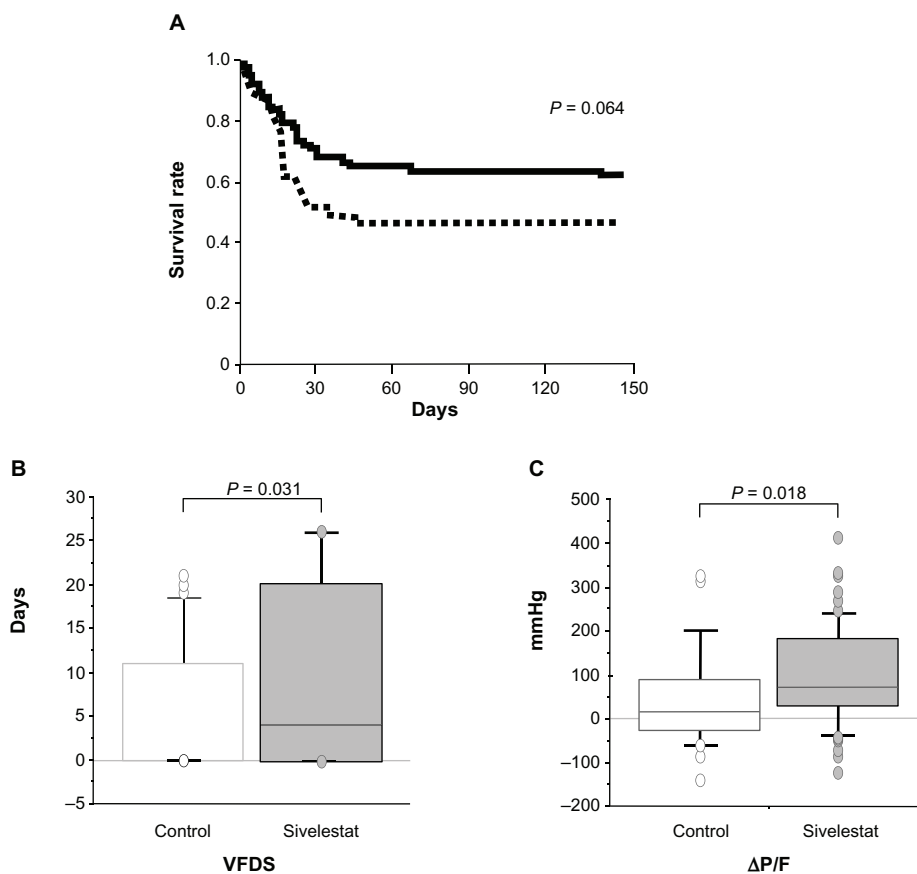 A
1.0
0.8
0.6
0.4
0.2
0
Survival rate
P = 0.064
0 30 60 90 120 150
Days
B
30
25
20
15
10
5
0
–5
Days
P = 0.031
Control Sivelestat
VFDS
C
500
400
300
200
100
0
–100
–200
mmHg
P = 0.018
Control Sivelestat
ΔP/F